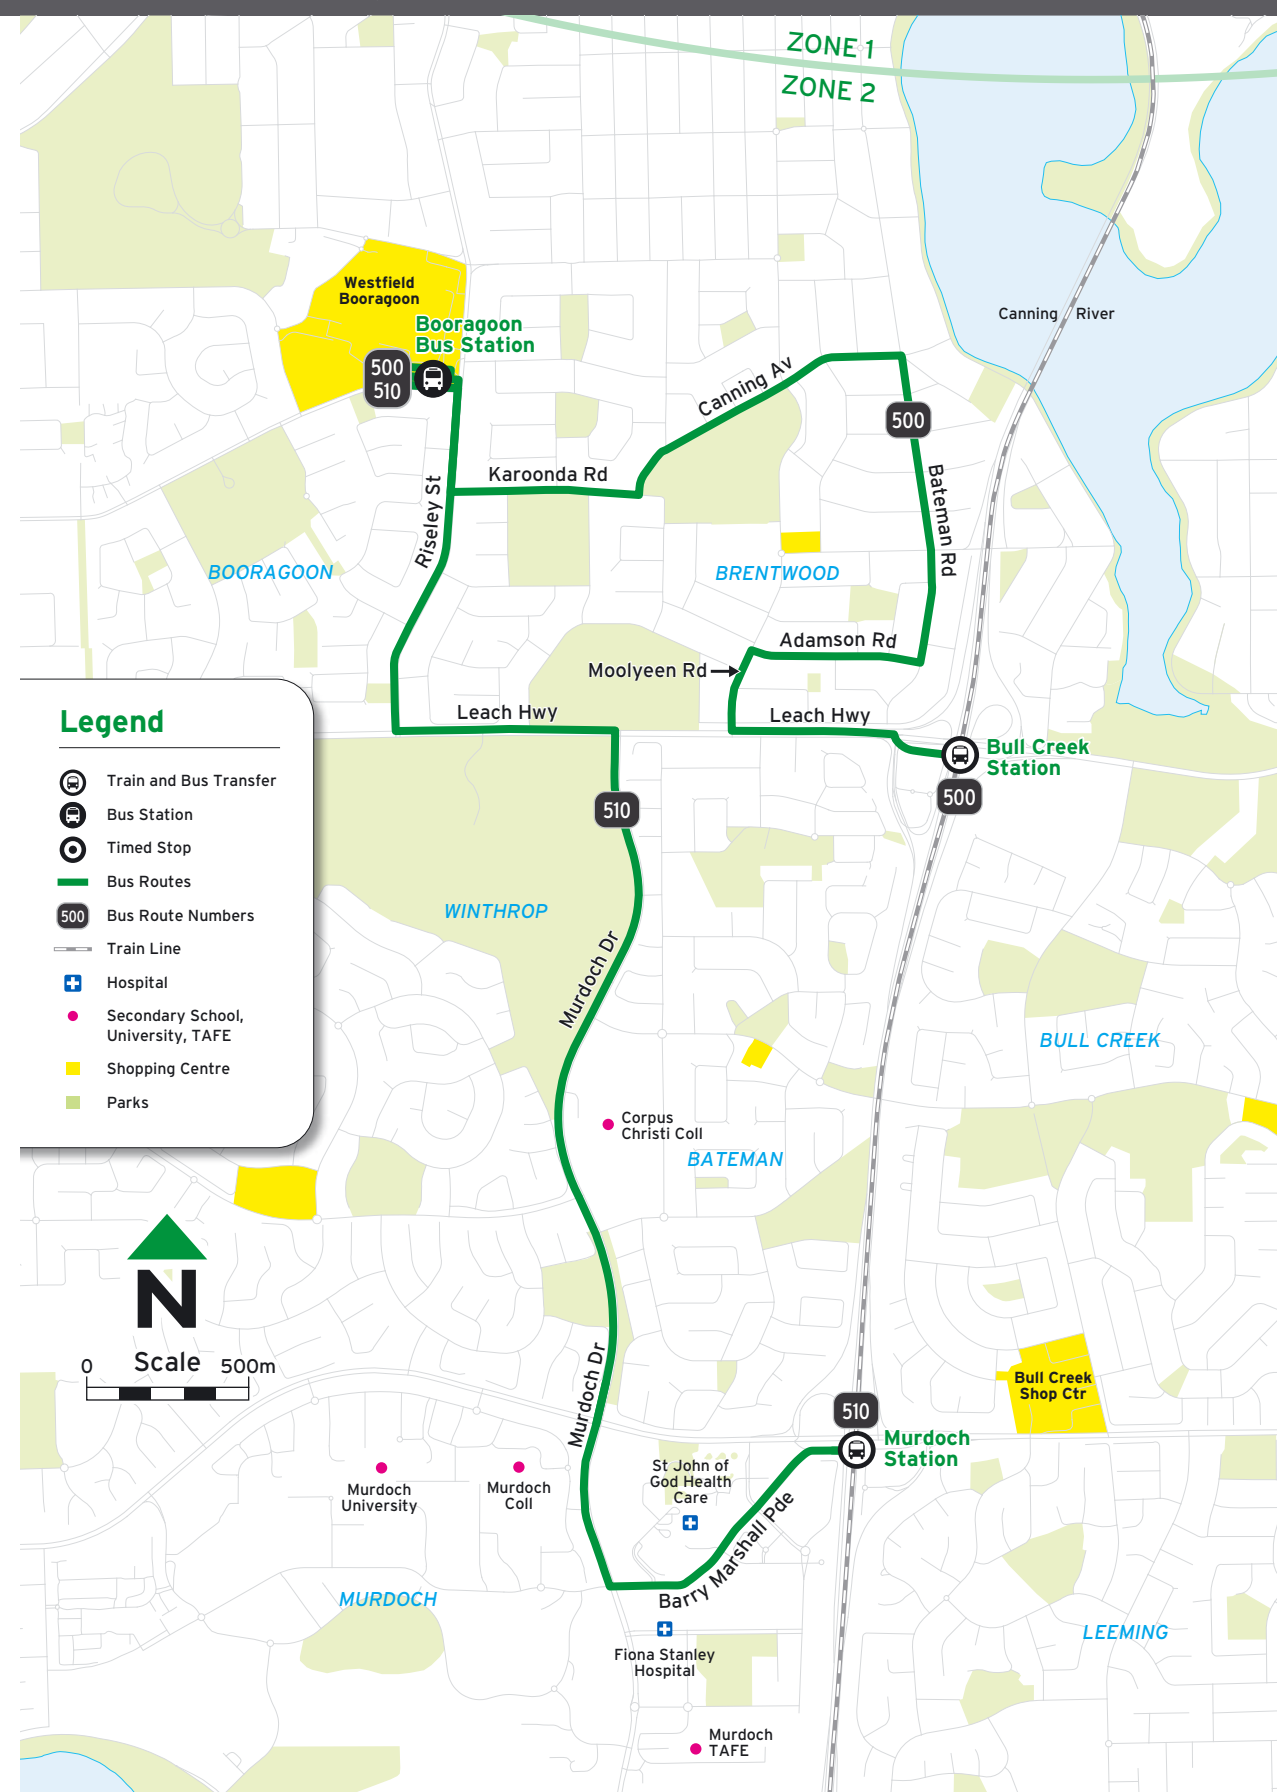 ZONE 1
ZONE 2
Westfield
Booragoon
Booragoon
Bus Station
500
510
Canning River
Canning Av
500
Karoonda Rd
Riseley St
Bateman Rd
BOORAGOON
BRENTWOOD
Adamson Rd
Moolyeen Rd
Leach Hwy
Leach Hwy
Bull Creek
Station
500
510
Legend
Train and Bus Transfer
Bus Station
Timed Stop
Bus Routes
500 Bus Route Numbers
Train Line
Hospital
Secondary School,
University, TAFE
Shopping Centre
Parks
WINTHROP
Murdoch Dr
BULL CREEK
Corpus
Christi Coll
BATEMAN
N
Scale
0 500m
Murdoch Dr
Bull Creek
Shop Ctr
510
Murdoch
Station
St John of
God Health
Care
Murdoch
University
Murdoch
Coll
Barry Marshall Pde
MURDOCH
Fiona Stanley
Hospital
LEEMING
Murdoch
TAFE